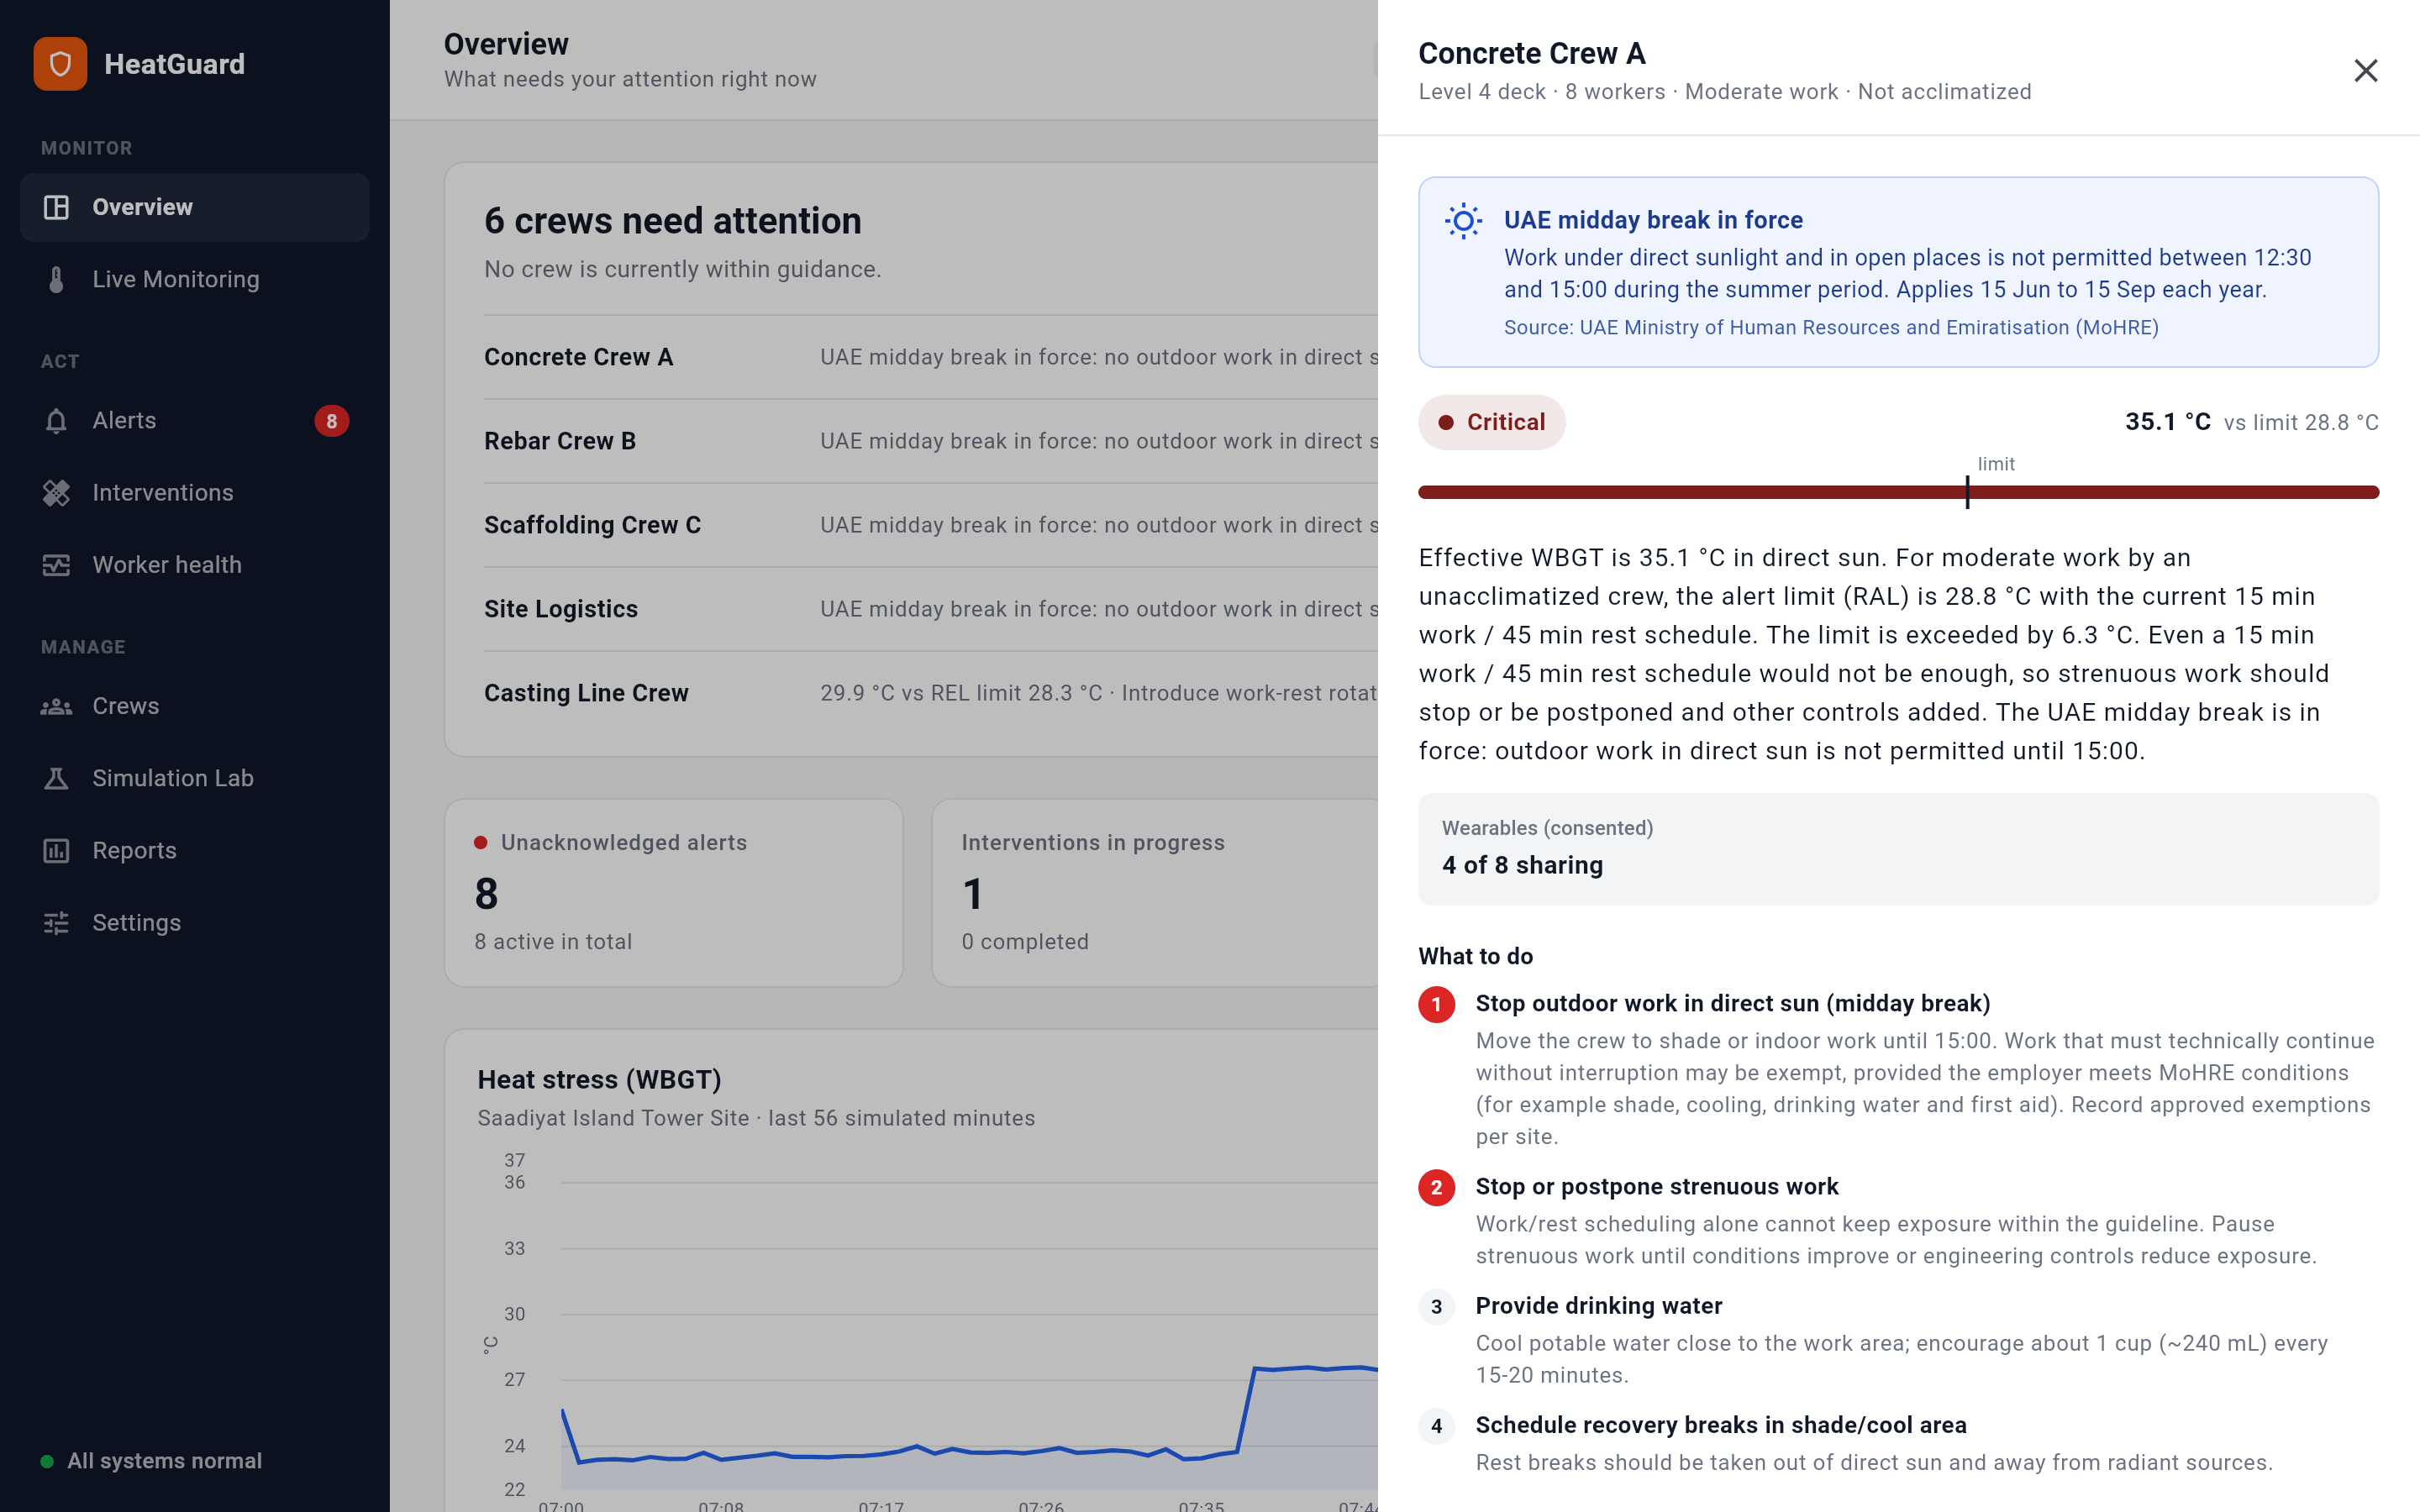 HeatGuard
MONITOR
Overview
Live Monitoring
ACT
Alerts
8
Interventions
Worker health
MANAGE
Crews
Simulation Lab
Reports
Settings
All systems normal
Overview
What needs your attention right now
6 crews need attention
No crew is currently within guidance.
Concrete Crew A
UAE midday break in force: no outdoor work in direct
Rebar Crew B
UAE midday break in force: no outdoor work in direct
Scaffolding Crew C
UAE midday break in force: no outdoor work in direct
Site Logistics
UAE midday break in force: no outdoor work in direct
Casting Line Crew
29.9 °C vs REL limit 28.3 °C · Introduce work-rest
Unacknowledged alerts
8
8 active in total
Interventions in progress
1
0 completed
Heat stress (WBGT)
Saadiyat Island Tower Site · last 56 simulated minutes
37
36
33
30
27
24
22
°C
07:00 07:08 07:17 07:26 07:35
Concrete Crew A
Level 4 deck · 8 workers · Moderate work · Not acclimatized
UAE midday break in force
Work under direct sunlight and in open places is not permitted between 12:30
and 15:00 during the summer period. Applies 15 Jun to 15 Sep each year.
Source: UAE Ministry of Human Resources and Emiratisation (MoHRE)
Critical
35.1 °C vs limit 28.8 °C
limit
Effective WBGT is 35.1 °C in direct sun. For moderate work by an
unacclimatized crew, the alert limit (RAL) is 28.8 °C with the current 15 min
work / 45 min rest schedule. The limit is exceeded by 6.3 °C. Even a 15 min
work / 45 min rest schedule would not be enough, so strenuous work should
stop or be postponed and other controls added. The UAE midday break is in
force: outdoor work in direct sun is not permitted until 15:00.
Wearables (consented)
4 of 8 sharing
What to do
1 Stop outdoor work in direct sun (midday break)
Move the crew to shade or indoor work until 15:00. Work that must technically continue
without interruption may be exempt, provided the employer meets MoHRE conditions
(for example shade, cooling, drinking water and first aid). Record approved exemptions
per site.
2 Stop or postpone strenuous work
Work/rest scheduling alone cannot keep exposure within the guideline. Pause
strenuous work until conditions improve or engineering controls reduce exposure.
3 Provide drinking water
Cool potable water close to the work area; encourage about 1 cup (~240 mL) every
15-20 minutes.
4 Schedule recovery breaks in shade/cool area
Rest breaks should be taken out of direct sun and away from radiant sources.